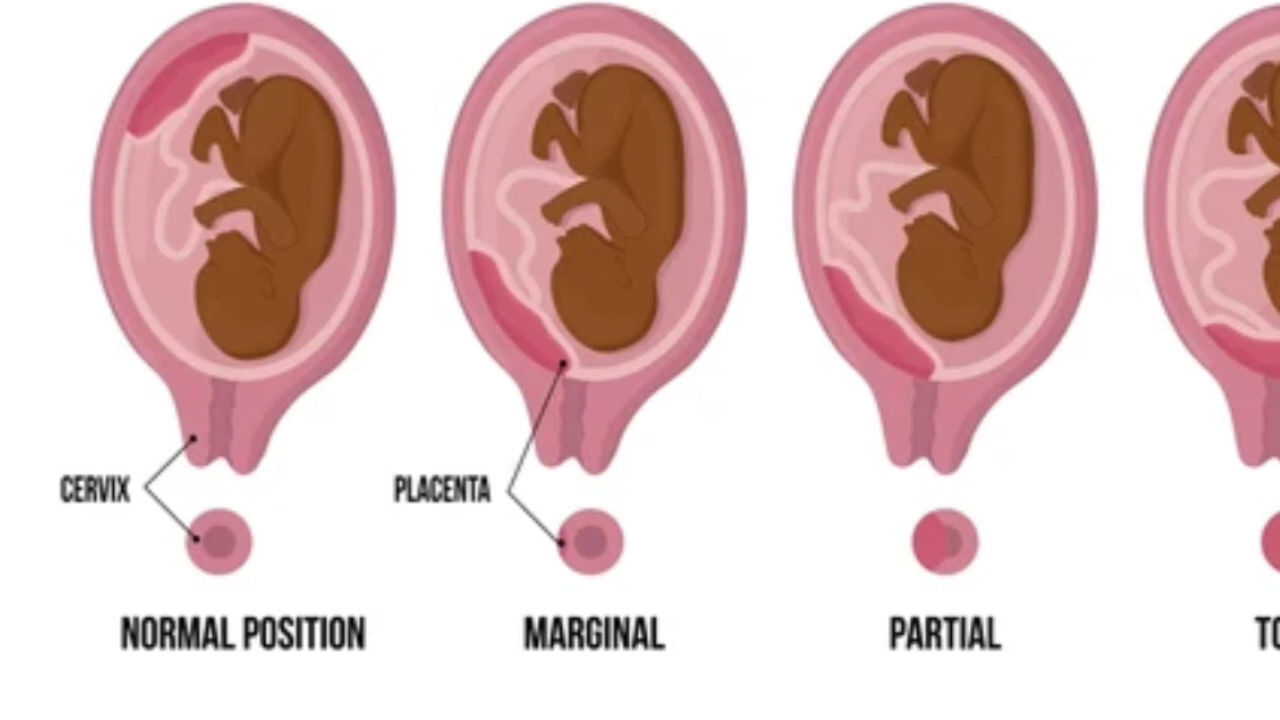 CERVIX
PLACENTA
NORMAL POSITION
MARGINAL
PARTIAL